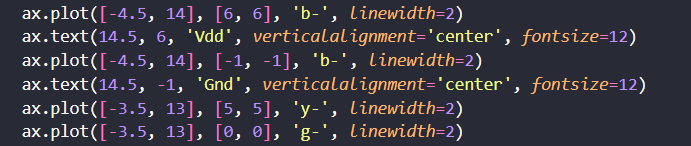 ax.plot([-4.5, 14], [6, 6], 'b-', linewidth=2)
ax.text(14.5, 6, 'Vdd', verticalalignment='center', fontsize=12)
ax.plot([-4.5, 14], [-1, -1], 'b-', linewidth=2)
ax.text(14.5, -1, 'Gnd', verticalalignment='center', fontsize=12)
ax.plot([-3.5, 13], [5, 5], 'y-', linewidth=2)
ax.plot([-3.5, 13], [0, 0], 'g-', linewidth=2)